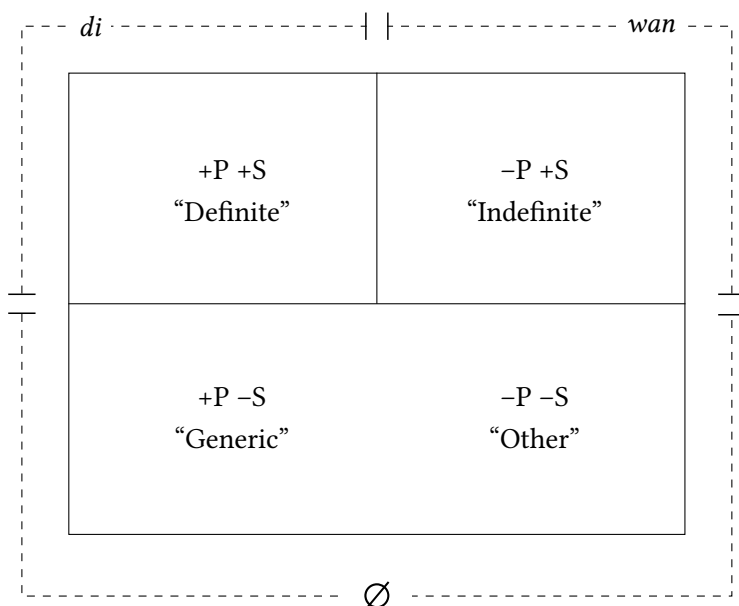 di wan
+P +S –P +S
“Definite” “Indefinite”
+P –S –P –S
“Generic” “Other”
∅